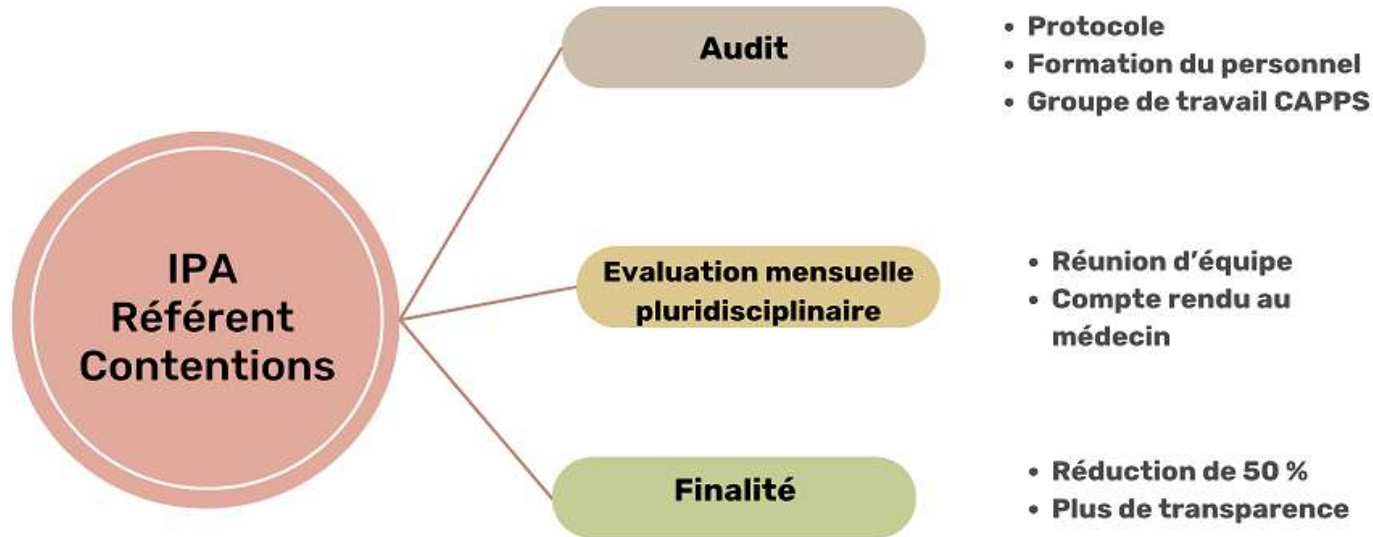 IPA
Référent
Contentions
Audit
• Protocole
• Formation du personnel
• Groupe de travail CAPPS
Evaluation mensuelle
pluridisciplinaire
• Réunion d'équipe
• Compte rendu au
médecin
Finalité
• Réduction de 50 %
• Plus de transparence